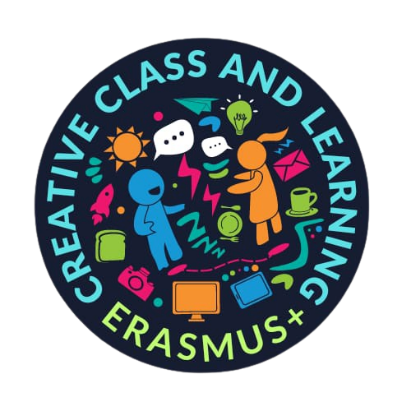 CREATIVE CLASS AND LEARNING
ERASMUS+